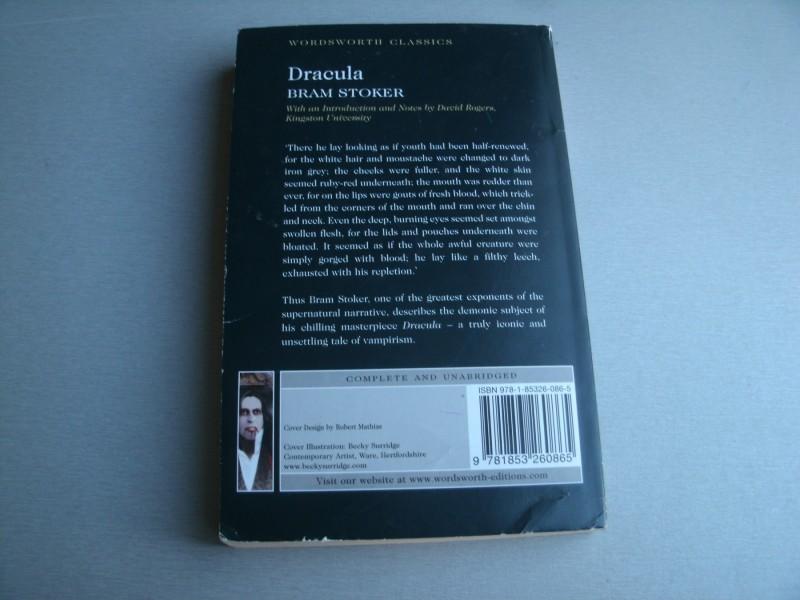 WORDSWORTH CLASSICS
Dracula
BRAM STOKER
With an Introduction and Notes by David Rogers,
Kingston University
'There he lay looking as if youth had been half-renewed,
for the white hair and moustache were changed to dark
iron grey; the cheeks were fuller, and the white skin
seemed ruby-red underneath; the mouth was redder than
ever, for on the lips were gouts of fresh blood, which trick-
led from the corners of the mouth and ran over the chin
and neck. Even the deep, burning eyes seemed set amongst
swollen flesh, for the lids and pouches underneath were
bloated. It seemed as if the whole awful creature were
simply gorged with blood; he lay like a filthy leech,
exhausted with his repletion.'
Thus Bram Stoker, one of the greatest exponents of the
supernatural narrative, describes the demonic subject of
his chilling masterpiece Dracula – a truly iconic and
unsettling tale of vampirism.
COMPLETE AND UNABRIDGED
ISBN 978-1-85326-086-5
Cover Design by Robert Mathias
Cover Illustration: Becky Surridge
Contemporary Artist, Ware, Hertfordshire
www.beckysurridge.com
9 781853 260865
Visit our website at www.wordsworth-editions.com